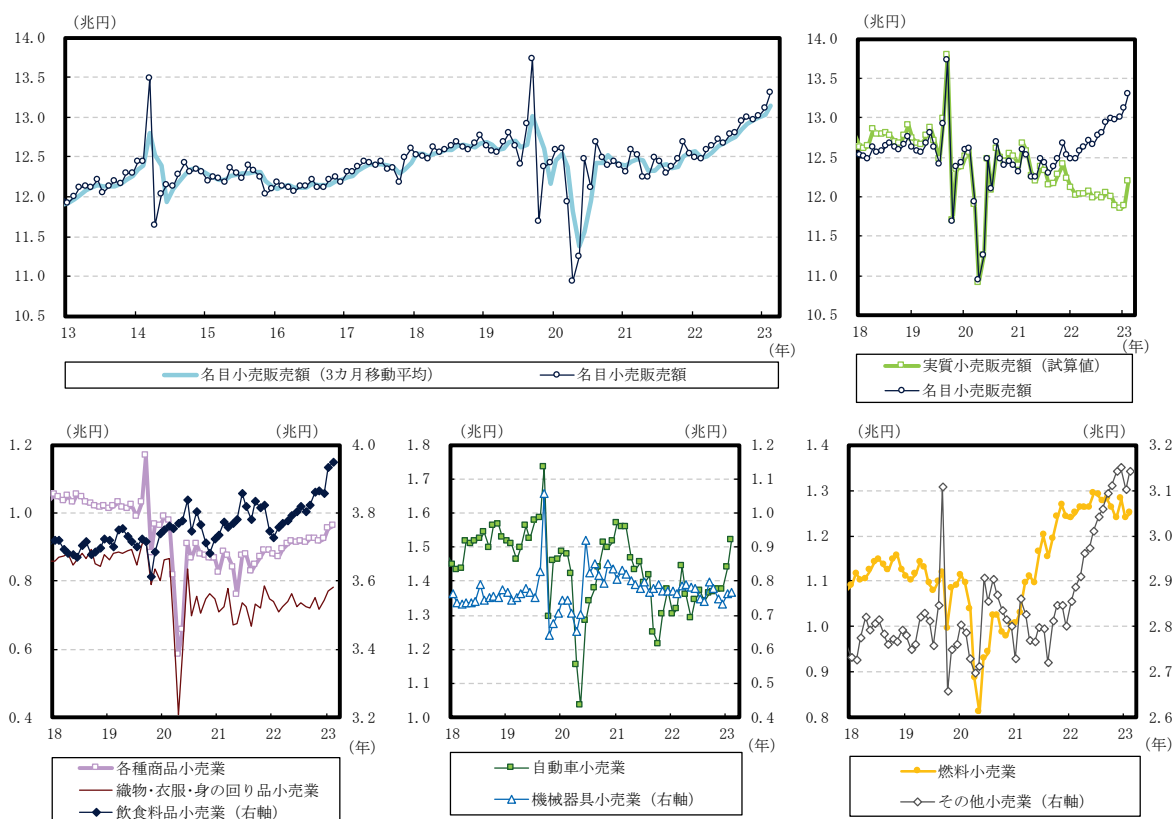 （兆円）
14.0
13.5
13.0
12.5
12.0
11.5
11.0
10.5
13 14 15 16 17 18 19 20 21 22 23
（年）
名目小売販売額（3カ月移動平均）
名目小売販売額
（兆円）
14.0
13.5
13.0
12.5
12.0
11.5
11.0
10.5
18 19 20 21 22 23
（年）
実質小売販売額（試算値）
名目小売販売額
（兆円） （兆円）
1.2 4.0
1.0 3.8
0.8 3.6
0.6 3.4
0.4 3.2
18 19 20 21 22 23
（年）
各種商品小売業
織物・衣服・身の回り品小売業
飲食料品小売業（右軸）
（兆円） （兆円）
1.8 1.2
1.7 1.1
1.6 1.0
1.5 0.9
1.4 0.8
1.3 0.7
1.2 0.6
1.1 0.5
1.0 0.4
18 19 20 21 22 23
（年）
自動車小売業
機械器具小売業（右軸）
（兆円） （兆円）
1.4 3.2
1.3 3.1
1.2 3.0
1.1 2.9
1.0 2.8
0.9 2.7
0.8 2.6
18 19 20 21 22 23
（年）
燃料小売業
その他小売業（右軸）